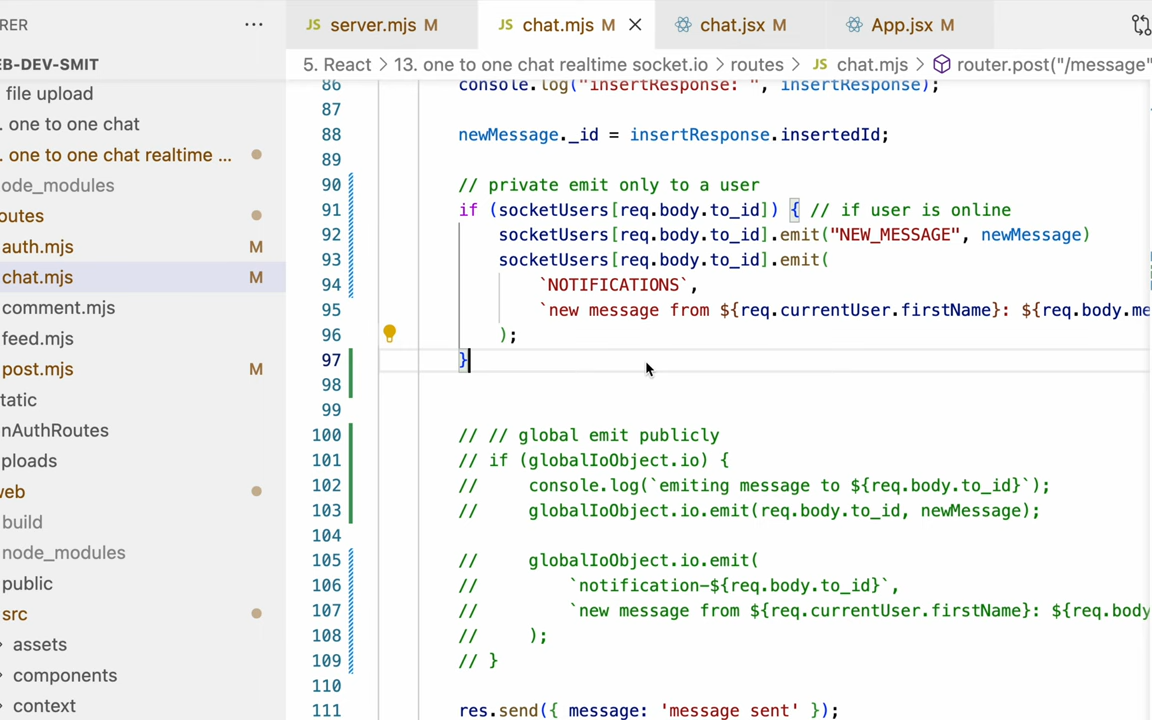 RER ···
JS server.mjs M
JS chat.mjs M
chat.jsx M
App.jsx M
EB-DEV-SMIT
5. React > 13. one to one chat realtime socket.io > routes > JS chat.mjs > router.post("/message"
file upload
. one to one chat
. one to one chat realtime ...
ode_modules
outes
auth.mjs M
chat.mjs M
comment.mjs
feed.mjs
post.mjs M
tatic
nAuthRoutes
ploads
web
build
node_modules
public
src
> assets
> components
> context
86 console.log("insertResponse: ", insertResponse);
87
88 newMessage._id = insertResponse.insertedId;
89
90 // private emit only to a user
91 if (socketUsers[req.body.to_id]) { // if user is online
92 socketUsers[req.body.to_id].emit("NEW_MESSAGE", newMessage)
93 socketUsers[req.body.to_id].emit(
94 `NOTIFICATIONS`,
95 `new message from ${req.currentUser.firstName}: ${req.body.me
96 );
97 }
98
99
100 // // global emit publicly
101 // if (globalIoObject.io) {
102 // console.log(`emiting message to ${req.body.to_id}`);
103 // globalIoObject.io.emit(req.body.to_id, newMessage);
104
105 // globalIoObject.io.emit(
106 // `notification-${req.body.to_id}`,
107 // `new message from ${req.currentUser.firstName}: ${req.body
108 // );
109 // }
110
111 res.send({ message: 'message sent' });